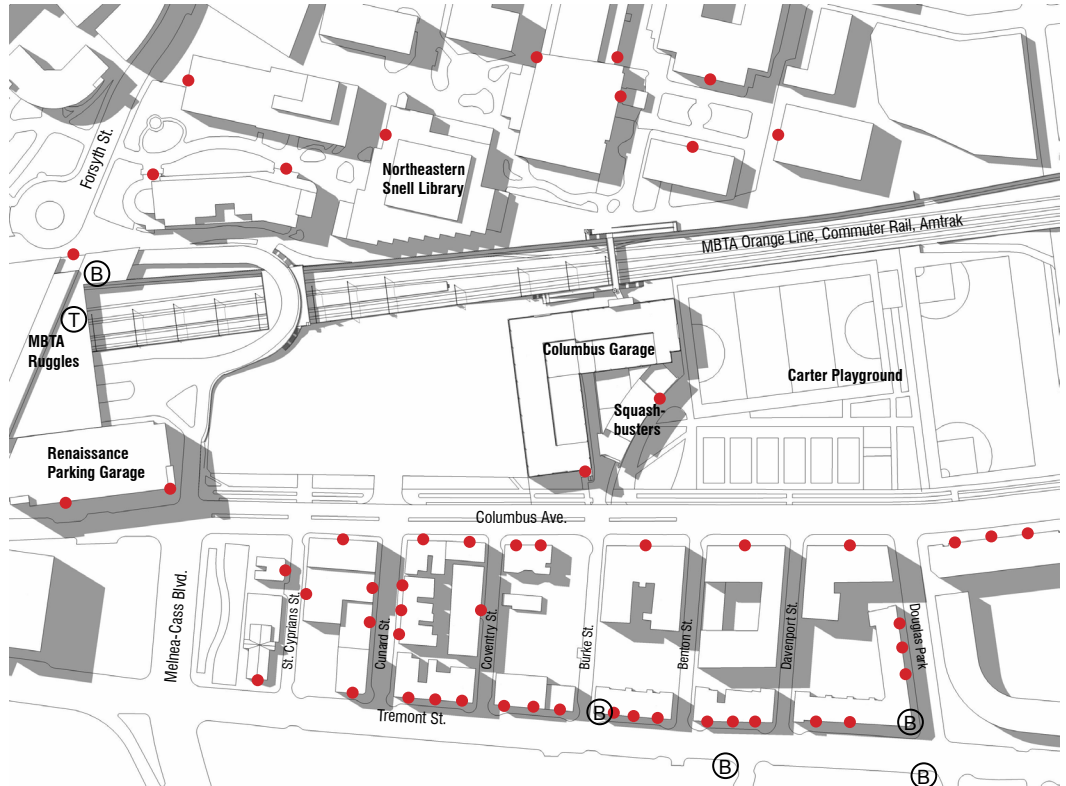 Forsyth St.
Northeastern
Snell Library
MBTA Orange Line, Commuter Rail, Amtrak
B
T
MBTA
Ruggles
Columbus Garage
Carter Playground
Squash-
busters
Renaissance
Parking Garage
Columbus Ave.
Melnea-Cass Blvd.
St. Cyprians St.
Cunard St.
Coventry St.
Burke St.
Benton St.
Davenport St.
Douglas Park
Tremont St.
B
B
B
B